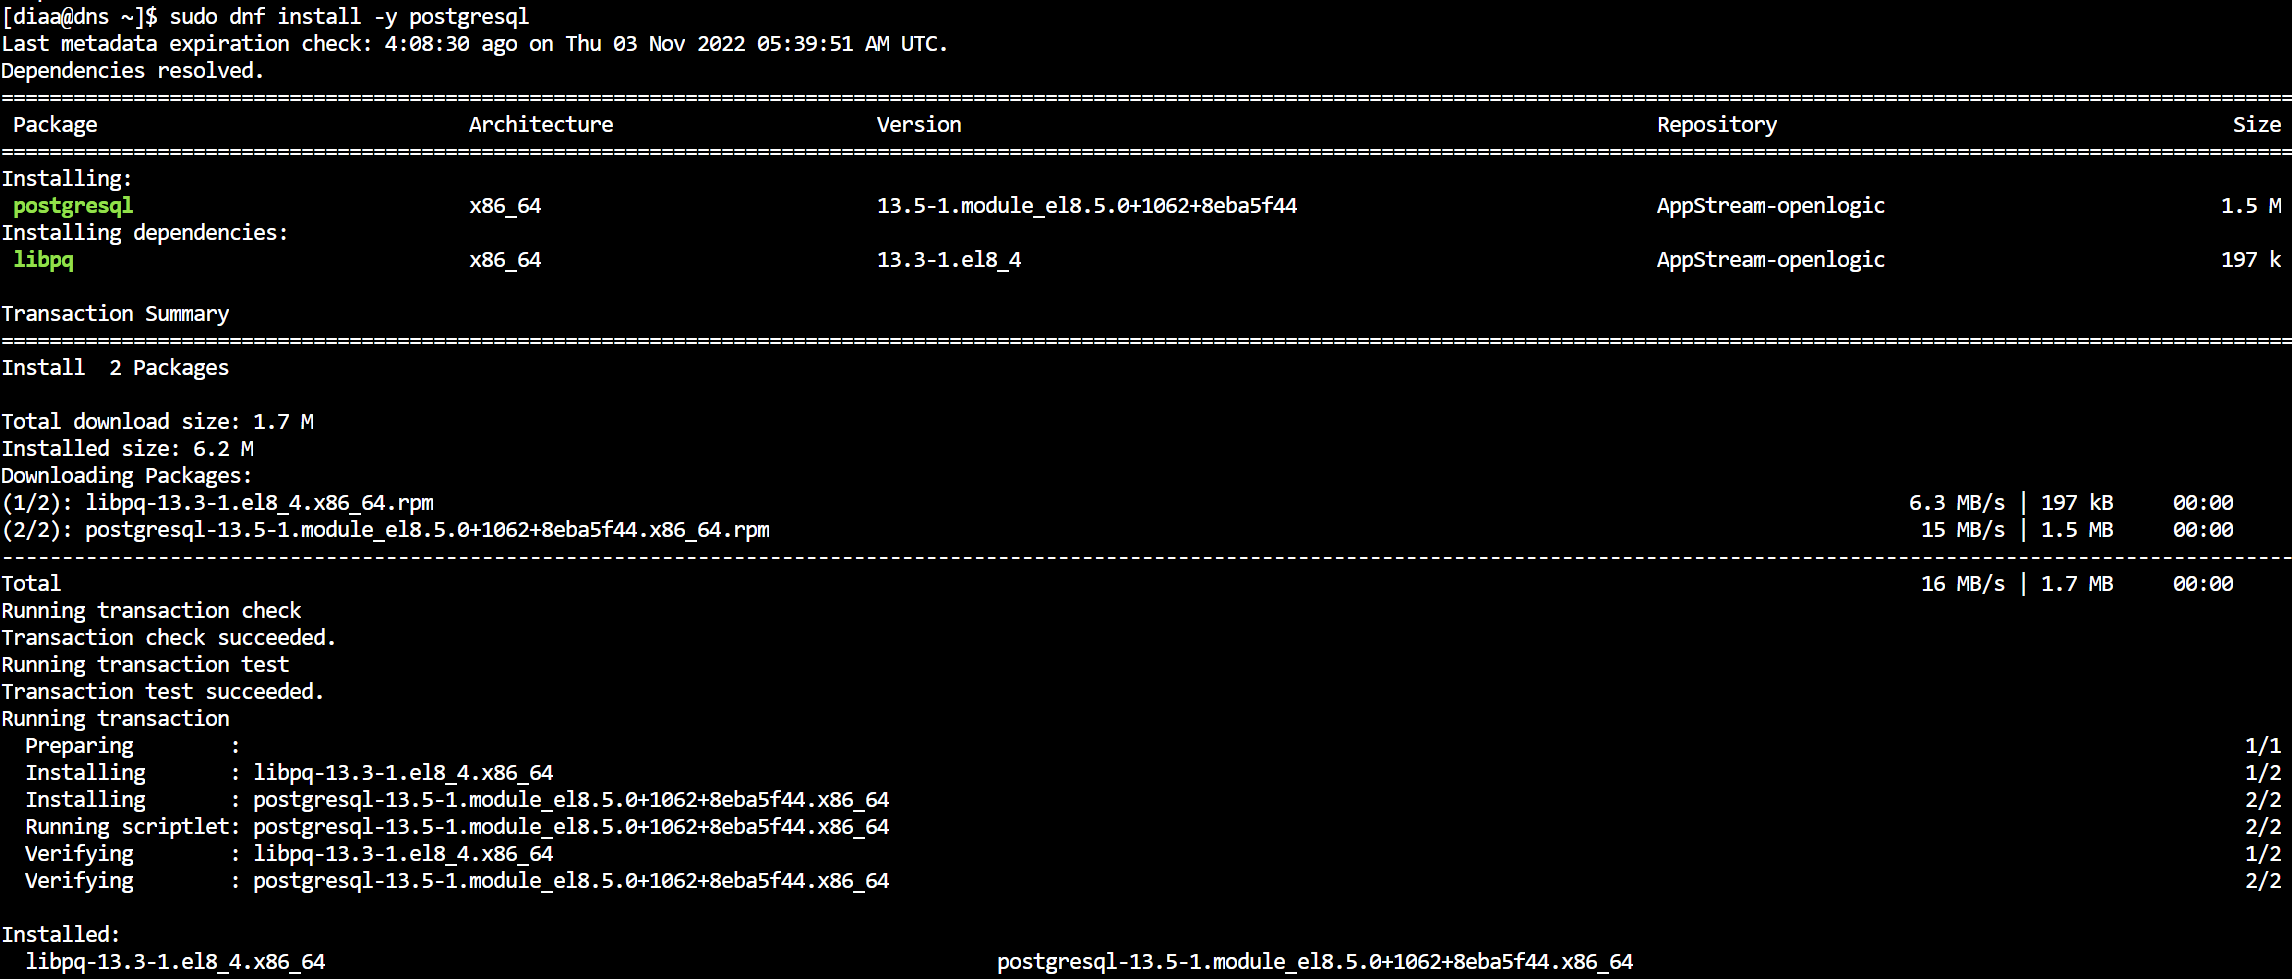 [diaa@dns ~]$ sudo dnf install -y postgresql
Last metadata expiration check: 4:08:30 ago on Thu 03 Nov 2022 05:39:51 AM UTC.
Dependencies resolved.
Package Architecture Version Repository Size
Installing:
postgresql x86_64 13.5-1.module_el8.5.0+1062+8eba5f44 AppStream-openlogic 1.5 M
Installing dependencies:
libpq x86_64 13.3-1.el8_4 AppStream-openlogic 197 k
Transaction Summary
Install 2 Packages
Total download size: 1.7 M
Installed size: 6.2 M
Downloading Packages:
(1/2): libpq-13.3-1.el8_4.x86_64.rpm 6.3 MB/s | 197 kB 00:00
(2/2): postgresql-13.5-1.module_el8.5.0+1062+8eba5f44.x86_64.rpm 15 MB/s | 1.5 MB 00:00
Total 16 MB/s | 1.7 MB 00:00
Running transaction check
Transaction check succeeded.
Running transaction test
Transaction test succeeded.
Running transaction
Preparing : 1/1
Installing : libpq-13.3-1.el8_4.x86_64 1/2
Installing : postgresql-13.5-1.module_el8.5.0+1062+8eba5f44.x86_64 2/2
Running scriptlet: postgresql-13.5-1.module_el8.5.0+1062+8eba5f44.x86_64 2/2
Verifying : libpq-13.3-1.el8_4.x86_64 1/2
Verifying : postgresql-13.5-1.module_el8.5.0+1062+8eba5f44.x86_64 2/2
Installed:
libpq-13.3-1.el8_4.x86_64 postgresql-13.5-1.module_el8.5.0+1062+8eba5f44.x86_64